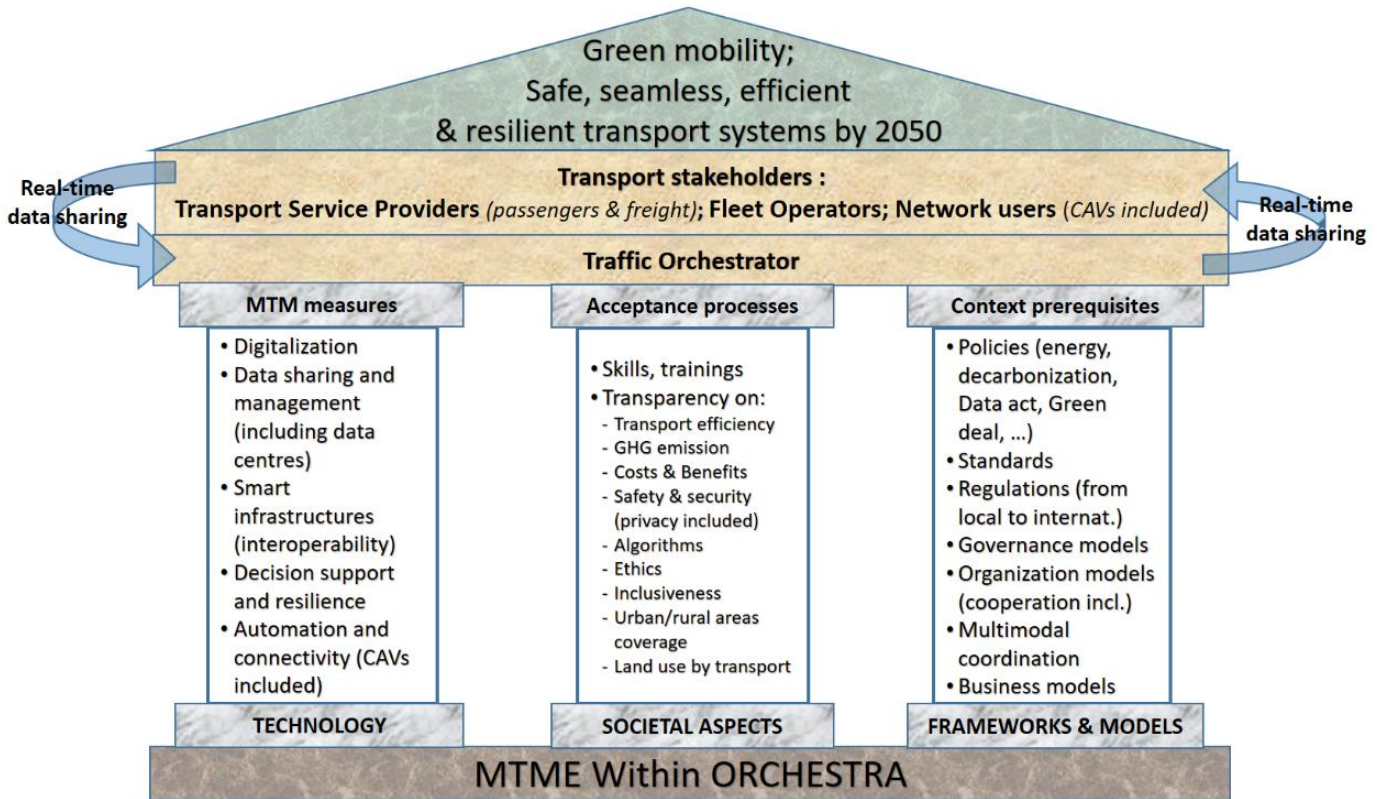 Green mobility;
Safe, seamless, efficient
& resilient transport systems by 2050
Real-time
data sharing
Transport stakeholders :
Transport Service Providers (passengers & freight); Fleet Operators; Network users (CAVs included)
Real-time
data sharing
Traffic Orchestrator
MTM measures
• Digitalization
• Data sharing and
management
(including data
centres)
• Smart
infrastructures
(interoperability)
• Decision support
and resilience
• Automation and
connectivity (CAVs
included)
TECHNOLOGY
Acceptance processes
• Skills, trainings
• Transparency on:
- Transport efficiency
- GHG emission
- Costs & Benefits
- Safety & security
(privacy included)
- Algorithms
- Ethics
- Inclusiveness
- Urban/rural areas
coverage
- Land use by transport
SOCIETAL ASPECTS
Context prerequisites
• Policies (energy,
decarbonization,
Data act, Green
deal, ...)
• Standards
• Regulations (from
local to internat.)
• Governance models
• Organization models
(cooperation incl.)
• Multimodal
coordination
• Business models
FRAMEWORKS & MODELS
MTME Within ORCHESTRA